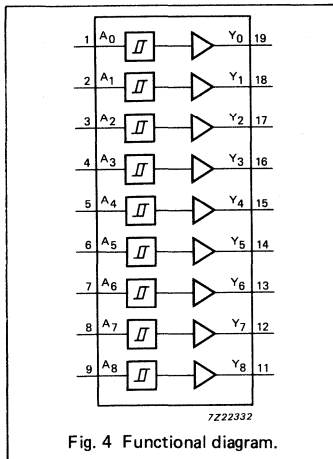 1 A0 Y0 19
2 A1 Y1 18
3 A2 Y2 17
4 A3 Y3 16
5 A4 Y4 15
6 A5 Y5 14
7 A6 Y6 13
8 A7 Y7 12
9 A8 Y8 11
7Z22332
Fig. 4 Functional diagram.